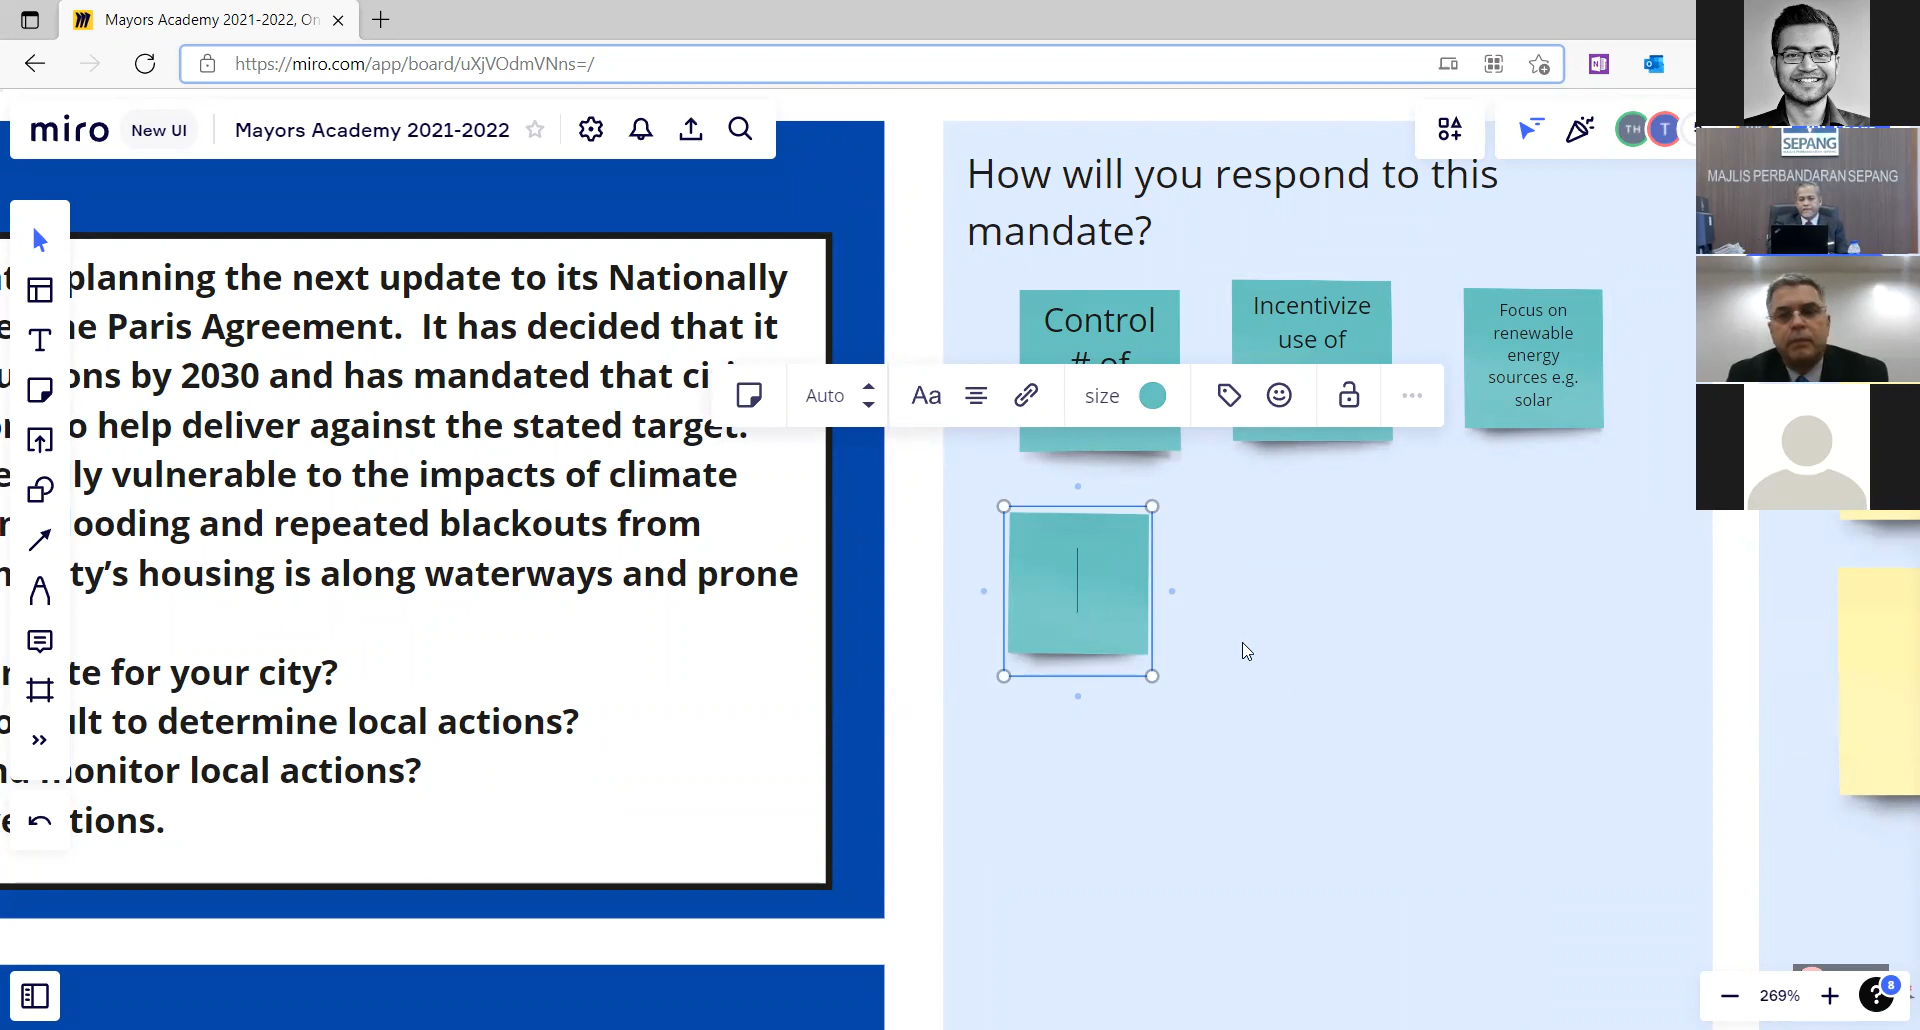 Mayors Academy 2021-2022, On
https://miro.com/app/board/uXjVOdmVNns=/
miro
New UI
Mayors Academy 2021-2022
TH
T
SEPANG
MAJLIS PERBANDARAN SEPANG
planning the next update to its Nationally
he Paris Agreement. It has decided that it
ons by 2030 and has mandated that ci
o help deliver against the stated target.
ly vulnerable to the impacts of climate
ooding and repeated blackouts from
ty's housing is along waterways and prone
te for your city?
ult to determine local actions?
monitor local actions?
tions.
How will you respond to this
mandate?
Control
# of
Incentivize
use of
Focus on
renewable
energy
sources e.g.
solar
Auto
Aa
size
269%
?
8